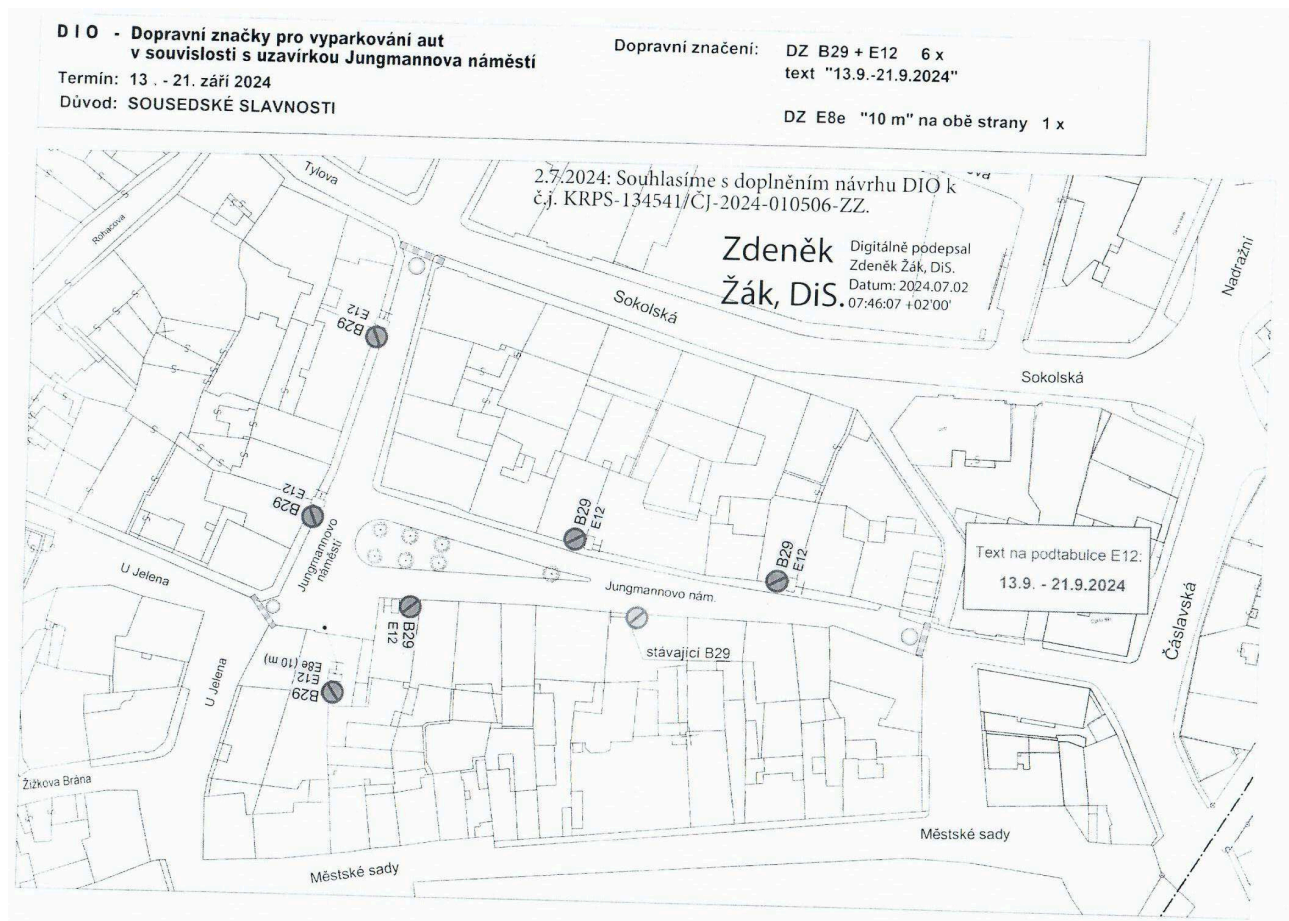 DIO - Dopravní značky pro vyparkování aut
v souvislosti s uzavírkou Jungmannova náměstí
Termín: 13 . - 21. září 2024
Důvod: SOUSEDSKÉ SLAVNOSTI
Dopravní značení: DZ B29 + E12 6 x
text "13.9.-21.9.2024"
DZ E8e "10 m" na obě strany 1 x
2.7.2024: Souhlasíme s doplněním návrhu DIO k
č.j. KRPS-134541/ČJ-2024-010506-ZZ.
Zdeněk
Žák, DiS.
Digitálně podepsal
Zdeněk Žák, DiS.
Datum: 2024.07.02
07:46:07 +02'00'
Tylova
Rohacova
Sokolská
Nadražní
Sokolská
E12
B29
E12
B29
Jungmannovo
náměstí
B29
E12
B29
E12
Text na podtabulce E12:
13.9. - 21.9.2024
U Jelena
Jungmannovo nám.
B29
E12
stávající B29
Čáslavská
U Jelena
E8e (10 m)
E12
B29
Žižkova Brána
Městské sady
Městské sady